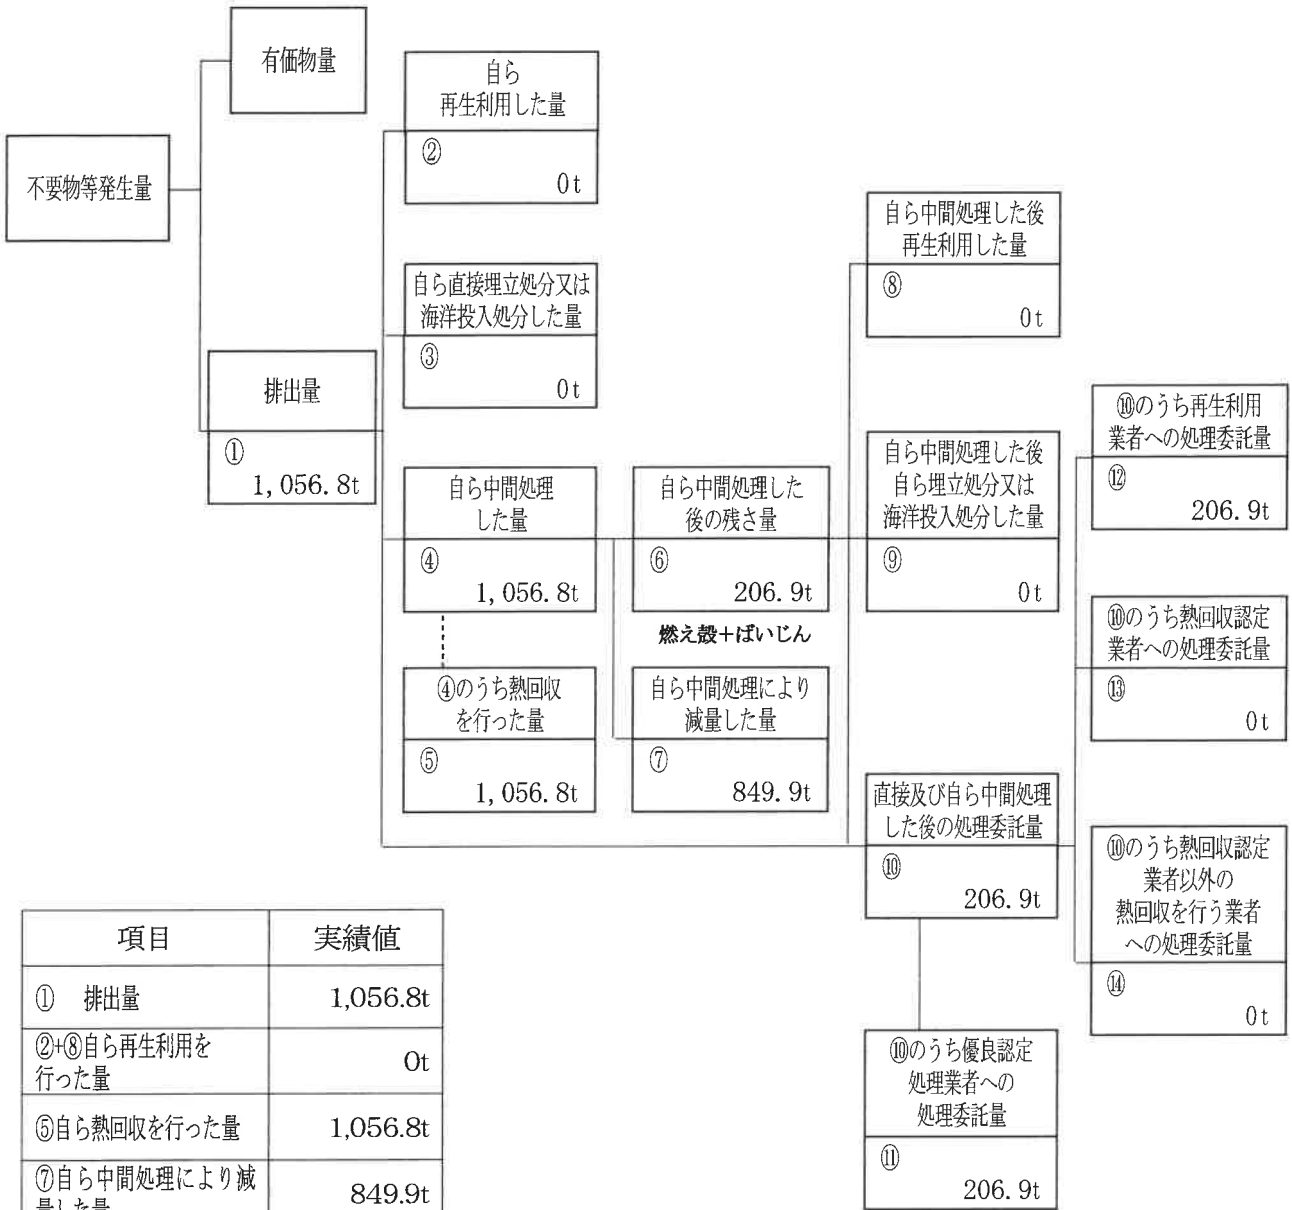 有価物量
不要物等発生量
自ら
再生利用した量
②
0t
自ら直接埋立処分又は
海洋投入処分した量
③
0t
排出量
①
1,056.8t
自ら中間処理
した量
④
1,056.8t
④のうち熱回収
を行った量
⑤
1,056.8t
自ら中間処理した
後の残さ量
⑥
206.9t
燃え殻+ばいじん
自ら中間処理により
減量した量
⑦
849.9t
自ら中間処理した後
再生利用した量
⑧
0t
自ら中間処理した後
自ら埋立処分又は
海洋投入処分した量
⑨
0t
直接及び自ら中間処理
した後の処理委託量
⑩
206.9t
⑩のうち優良認定
処理業者への
処理委託量
⑪
206.9t
⑩のうち再生利用
業者への処理委託量
⑫
206.9t
⑩のうち熱回収認定
業者への処理委託量
⑬
0t
⑩のうち熱回収認定
業者以外の
熱回収を行う業者
への処理委託量
⑭
0t
項目 実績値
① 排出量 1,056.8t
②+⑧自ら再生利用を
行った量 0t
⑤自ら熱回収を行った量 1,056.8t
⑦自ら中間処理により減
量した量 849.9t